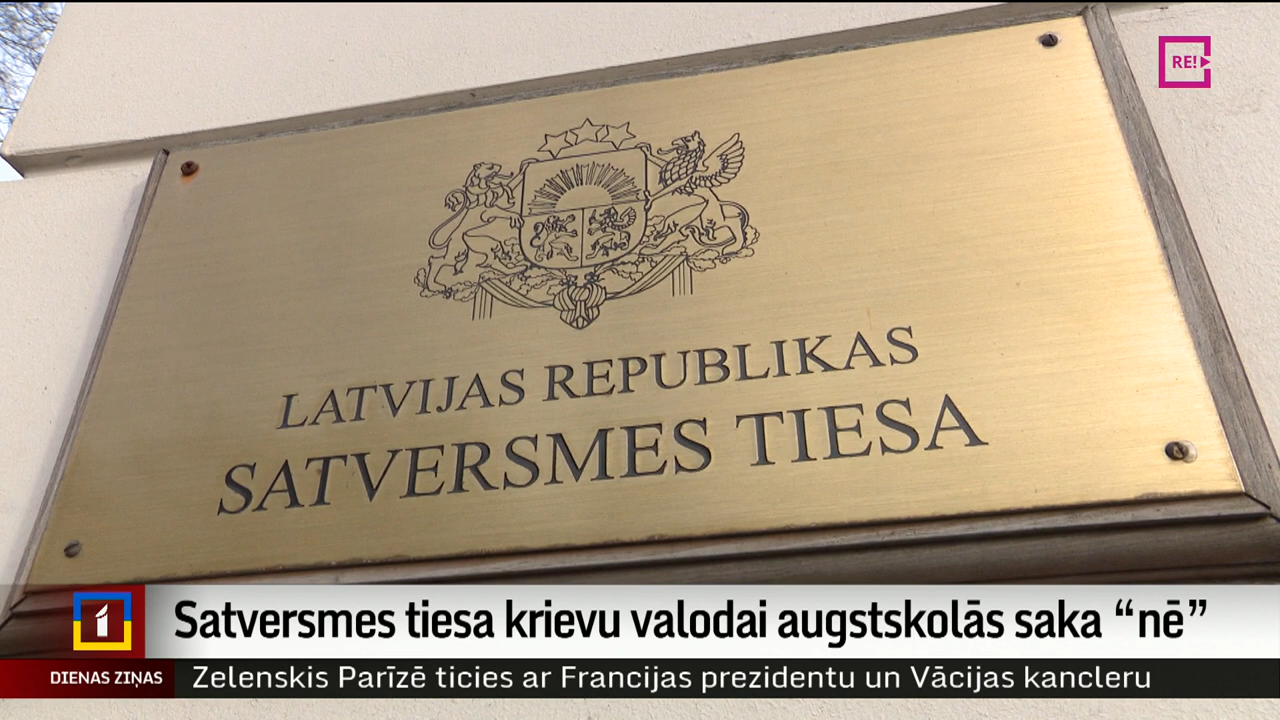 RE!
LATVIJAS REPUBLIKAS
SATVERSMES TIESA
1
Satversmes tiesa krievu valodai augstskolās saka “nē”
DIENAS ZIŅAS
Zelenskis Parīzē ticies ar Francijas prezidentu un Vācijas kancleru